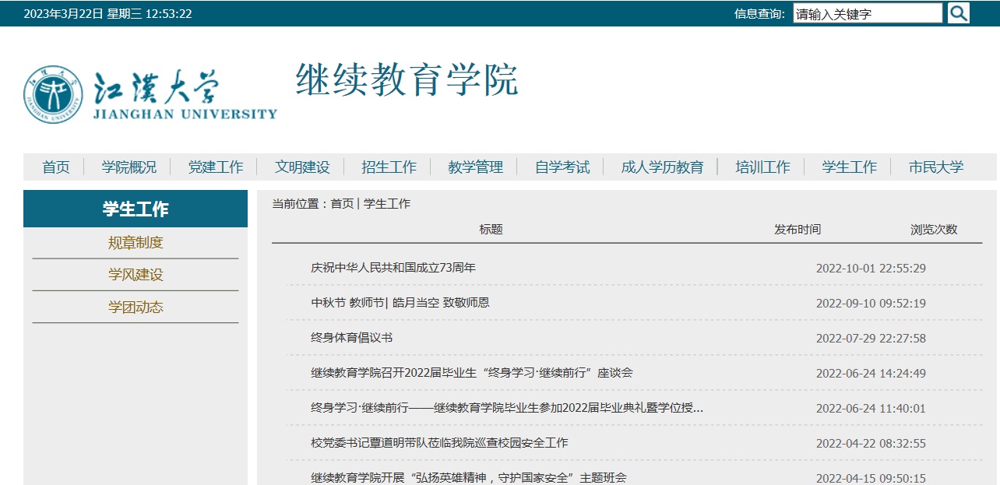 2023年3月22日 星期三 12:53:22
信息查询: 请输入关键字
江汉大学
JIANGHAN UNIVERSITY
继续教育学院
首页 学院概况 党建工作 文明建设 招生工作 教学管理 自学考试 成人学历教育 培训工作 学生工作 市民大学
学生工作
规章制度
学风建设
学团动态
当前位置：首页 | 学生工作
标题 发布时间 浏览次数
庆祝中华人民共和国成立73周年 2022-10-01 22:55:29
中秋节 教师节| 皓月当空 致敬师恩 2022-09-10 09:52:19
终身体育倡议书 2022-07-29 22:27:58
继续教育学院召开2022届毕业生“终身学习·继续前行”座谈会 2022-06-24 14:24:49
终身学习·继续前行——继续教育学院毕业生参加2022届毕业典礼暨学位授... 2022-06-24 11:40:01
校党委书记覃道明带队莅临我院巡查校园安全工作 2022-04-22 08:32:55
继续教育学院开展“弘扬英雄精神，守护国家安全”主题班会 2022-04-15 09:50:15